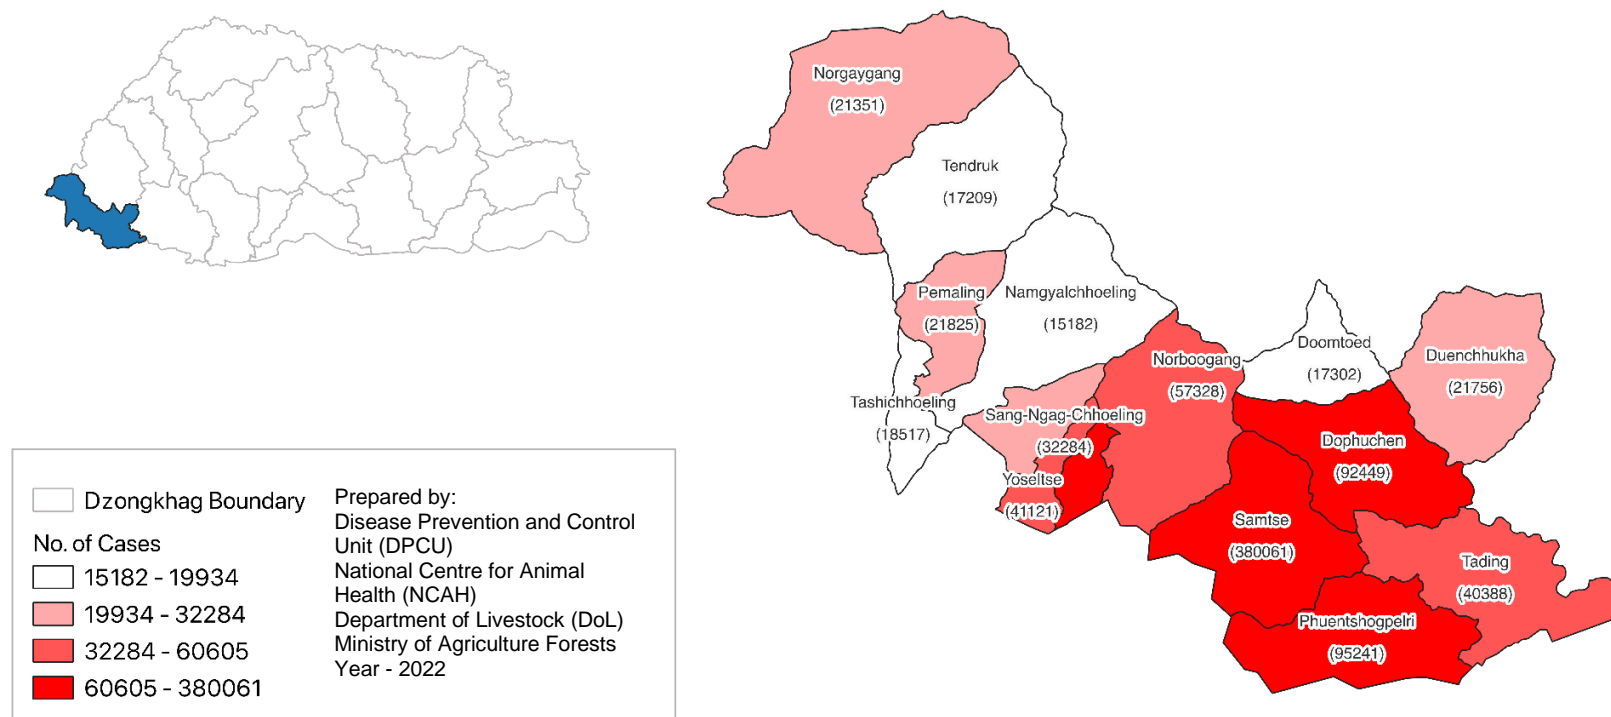 Norgaygang
(21351)
Tendruk
(17209)
Pemaling
(21825)
Namgyalchhoeling
(15182)
Doomtoed
(17302)
Duenchhukha
(21756)
Norboogang
(57328)
Tashichhoeling
(18517)
Sang-Ngag-Chhoeling
(32284)
Dophuchen
(92449)
Yoseltse
(41121)
Samtse
(380061)
Tading
(40388)
Phuentshogpelri
(95241)
Dzongkhag Boundary
No. of Cases
15182 - 19934
19934 - 32284
32284 - 60605
60605 - 380061
Prepared by:
Disease Prevention and Control
Unit (DPCU)
National Centre for Animal
Health (NCAH)
Department of Livestock (DoL)
Ministry of Agriculture Forests
Year - 2022